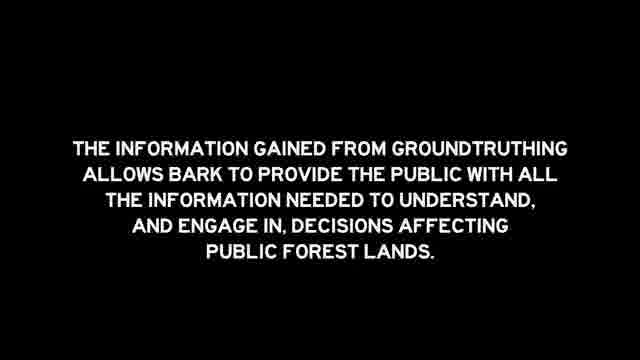 THE INFORMATION GAINED FROM GROUNDTRUTHING
ALLOWS BARK TO PROVIDE THE PUBLIC WITH ALL
THE INFORMATION NEEDED TO UNDERSTAND,
AND ENGAGE IN, DECISIONS AFFECTING
PUBLIC FOREST LANDS.